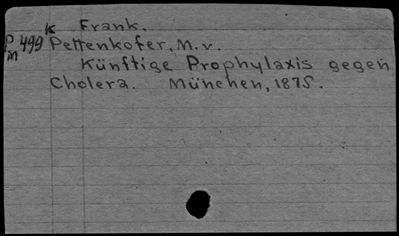 K Frank.
P 499 Pettenkofer, M. v.
m Künftige Prophylaxis gegen
Cholera. München, 1875.